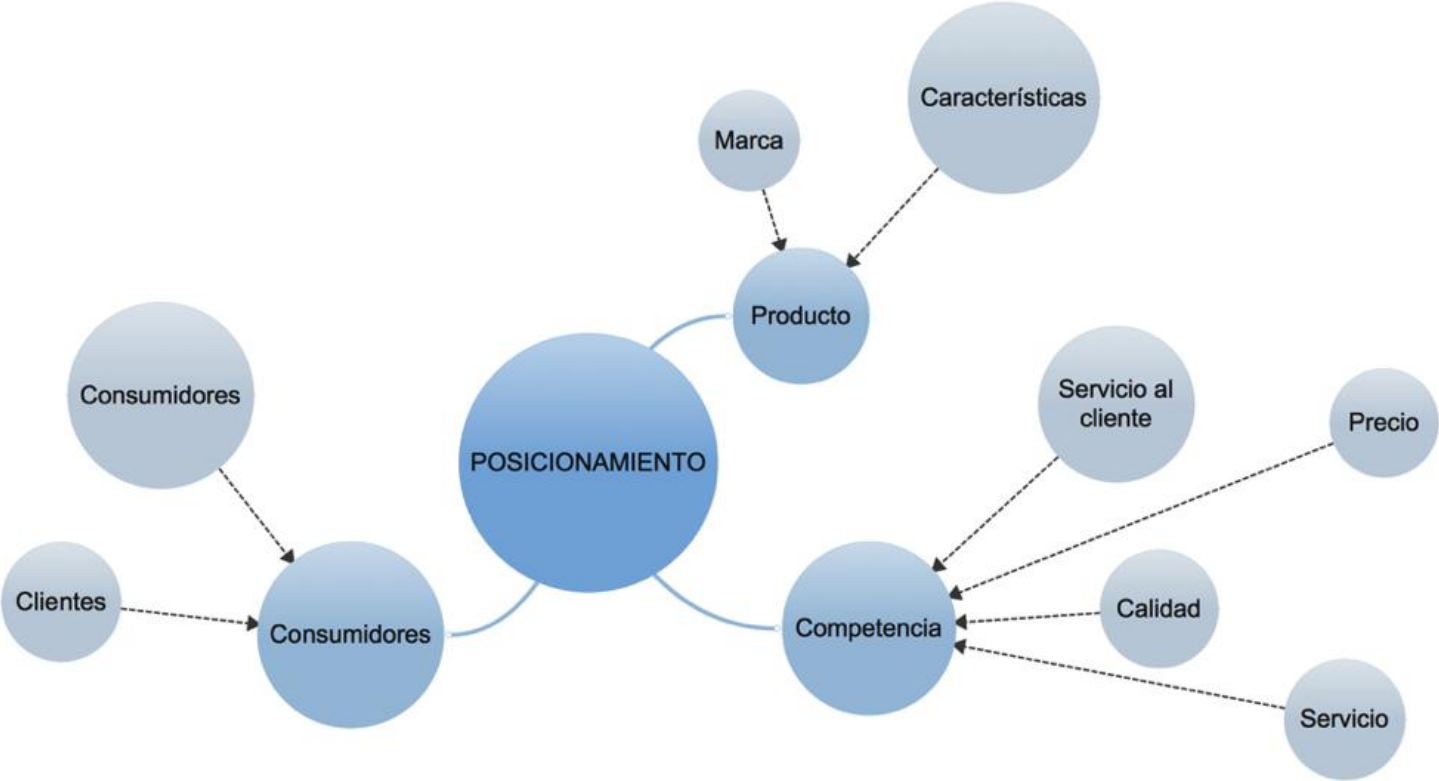 Características
Marca
Producto
Consumidores
Servicio al
cliente
Precio
POSICIONAMIENTO
Clientes
Consumidores
Competencia
Calidad
Servicio